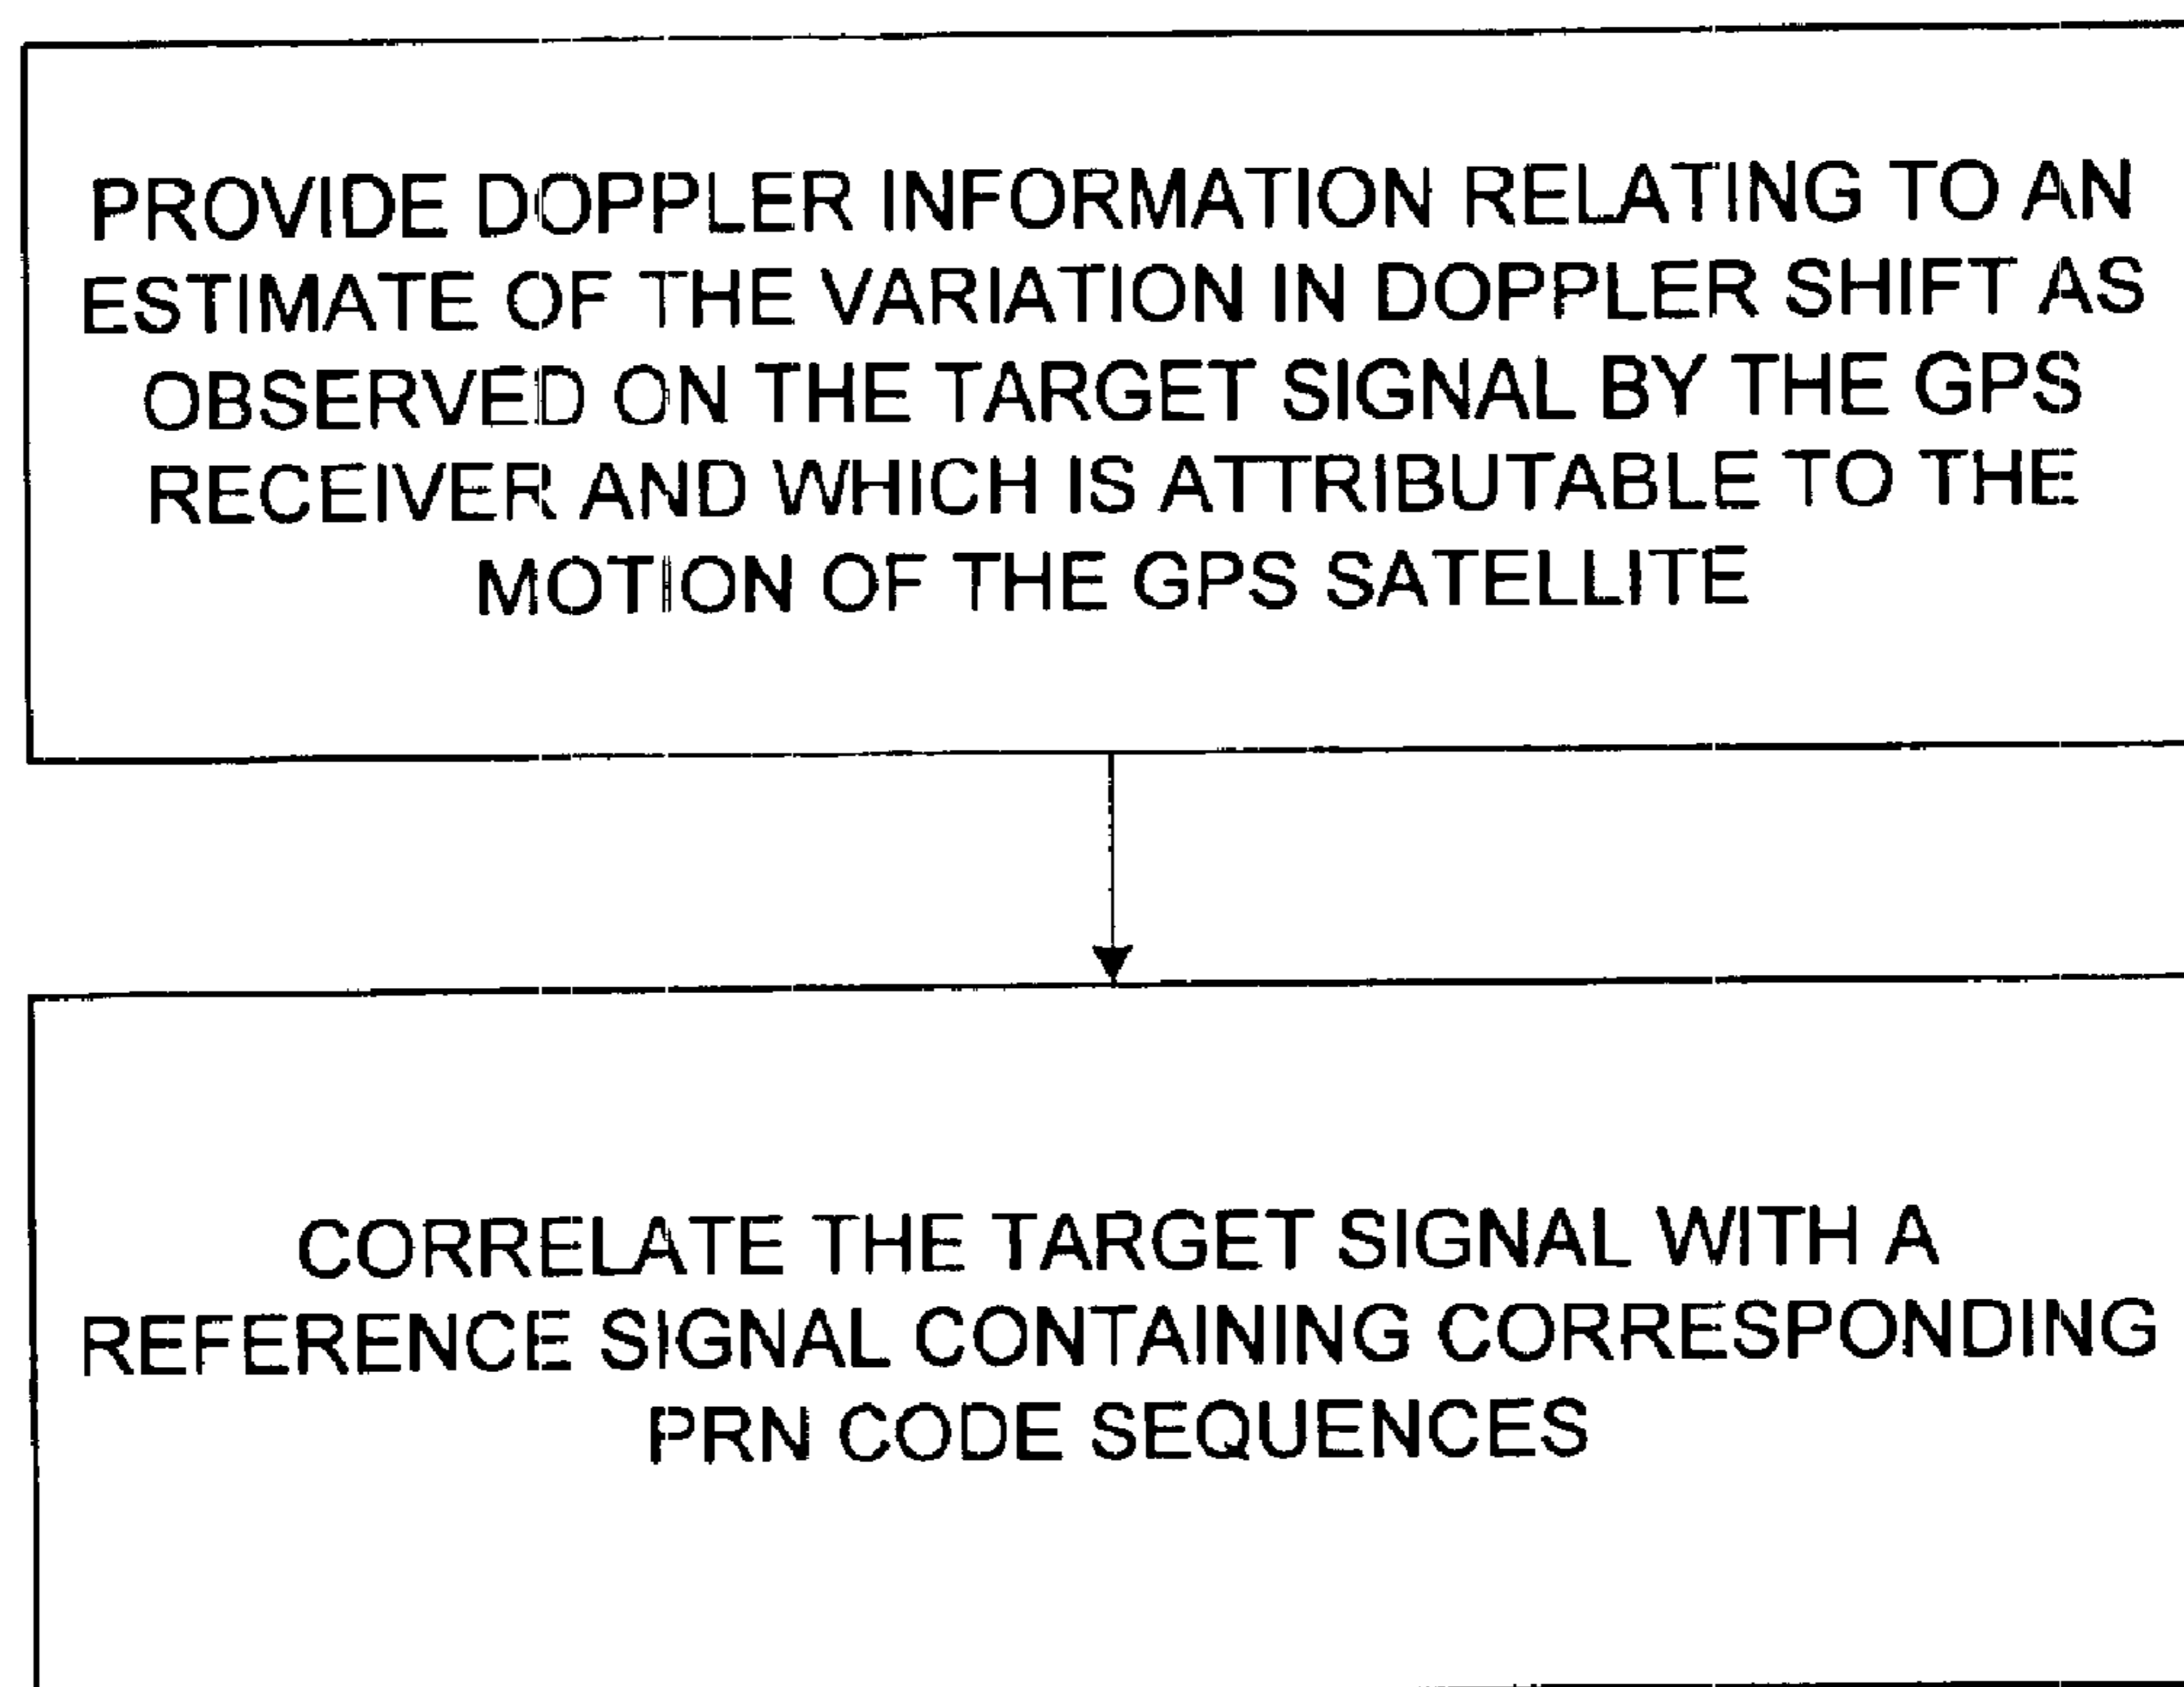 PROVIDE DOPPLER INFORMATION RELATING TO AN
ESTIMATE OF THE VARIATION IN DOPPLER SHIFT AS
OBSERVED ON THE TARGET SIGNAL BY THE GPS
RECEIVER AND WHICH IS ATTRIBUTABLE TO THE
MOTION OF THE GPS SATELLITE
CORRELATE THE TARGET SIGNAL WITH A
REFERENCE SIGNAL CONTAINING CORRESPONDING
PRN CODE SEQUENCES